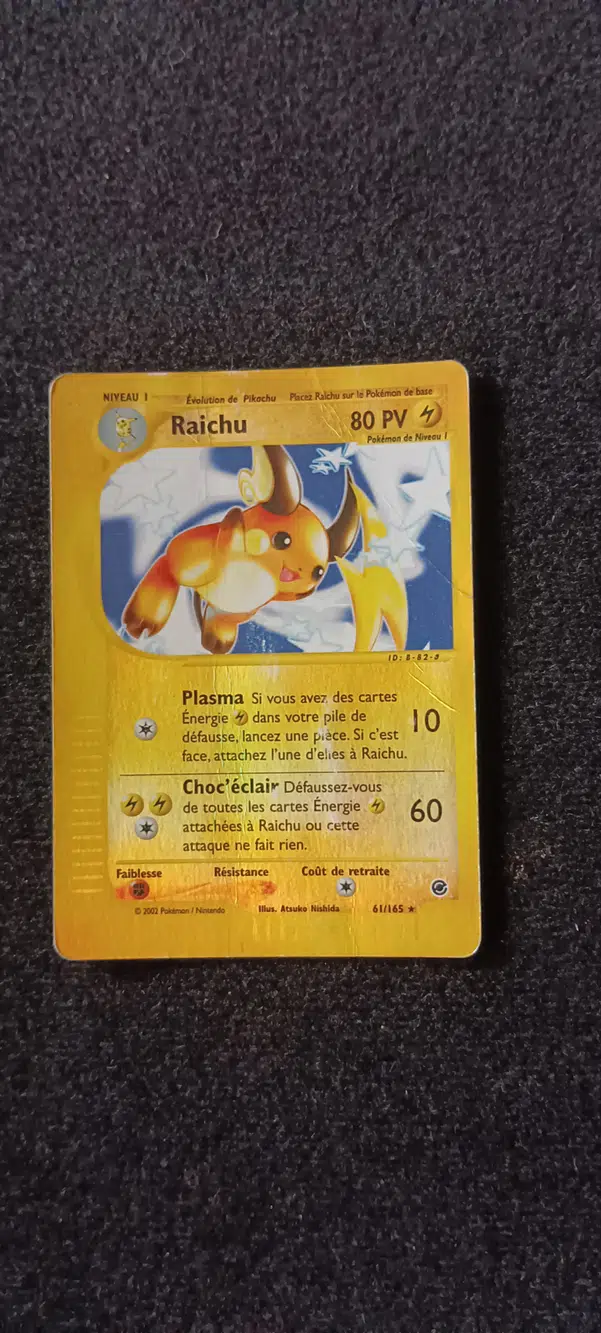 NIVEAU 1 Évolution de Pikachu Placez Raichu sur le Pokémon de base
Raichu 80 PV
Pokémon de Niveau 1
ID: B-82-#
Plasma Si vous avez des cartes
Énergie dans votre pile de
défausse, lancez une pièce. Si c'est
face, attachez l'une d'elles à Raichu.
10
Choc'éclair Défaussez-vous
de toutes les cartes Énergie
attachées à Raichu ou cette
attaque ne fait rien.
60
Faiblesse Résistance Coût de retraite
© 2002 Pokémon / Nintendo Illus. Atsuko Nishida 61/165 ★